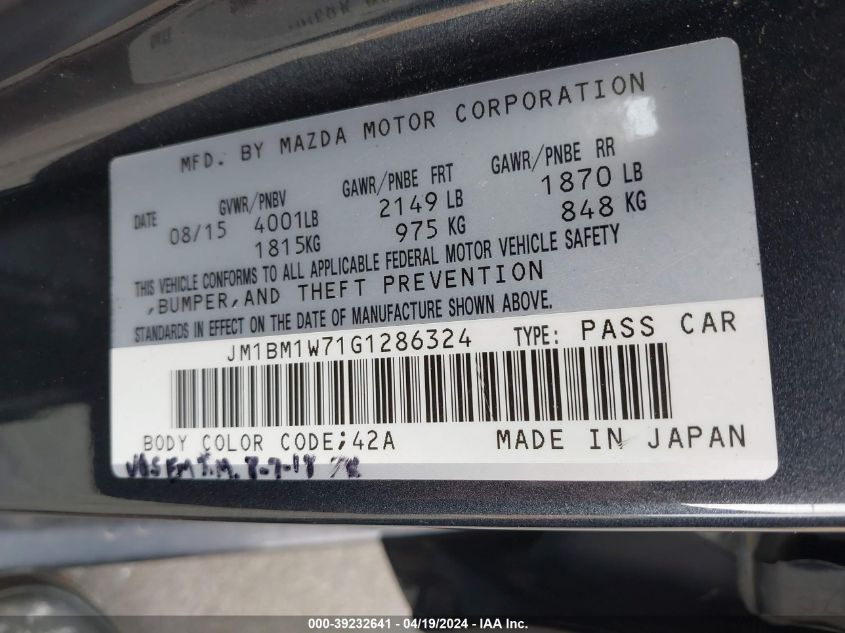 MFD. BY MAZDA MOTOR CORPORATION
DATE GVWR/PNBV GAWR/PNBE FRT GAWR/PNBE RR
08/15 4001LB 2149 LB 1870 LB
1815KG 975 KG 848 KG
THIS VEHICLE CONFORMS TO ALL APPLICABLE FEDERAL MOTOR VEHICLE SAFETY
,BUMPER,AND THEFT PREVENTION
STANDARDS IN EFFECT ON THE DATE OF MANUFACTURE SHOWN ABOVE.
JM1BM1W71G1286324 TYPE: PASS CAR
BODY COLOR CODE;42A MADE IN JAPAN
8-7-18
000-39232641 - 04/19/2024 - IAA Inc.